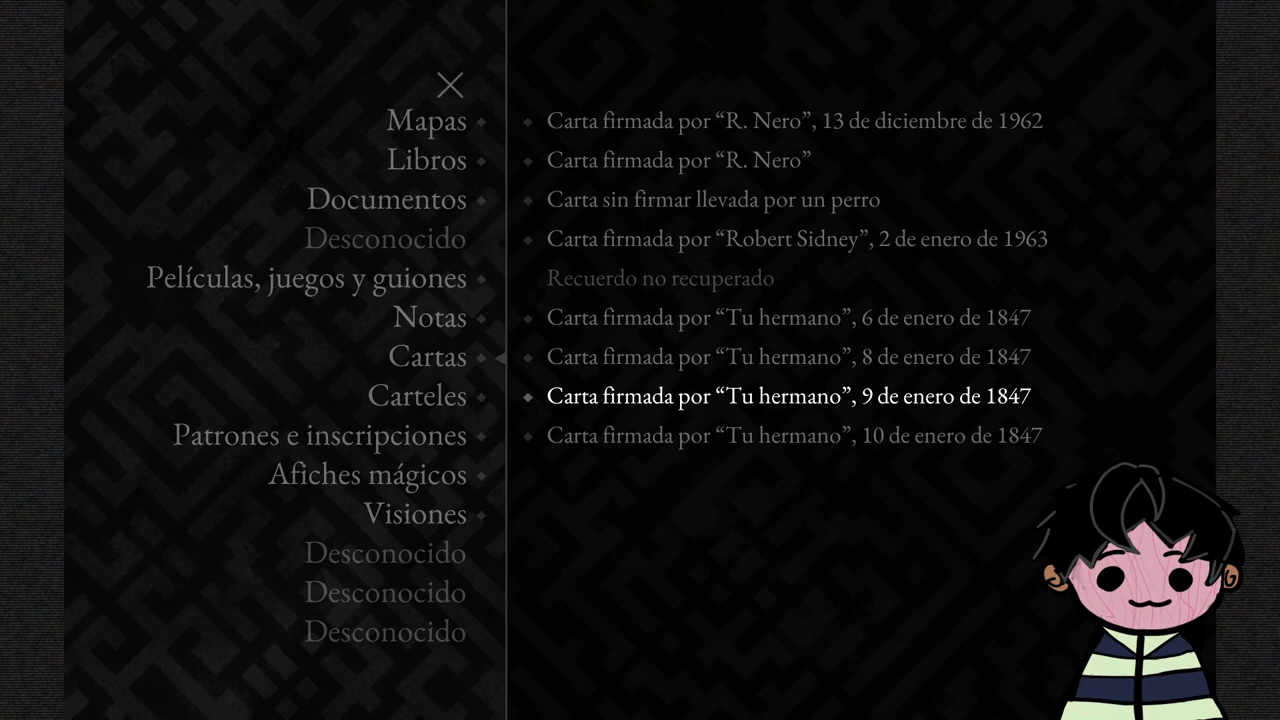 Mapas
Libros
Documentos
Desconocido
Películas, juegos y guiones
Notas
Cartas
Carteles
Patrones e inscripciones
Afiches mágicos
Visiones
Desconocido
Desconocido
Desconocido
Carta firmada por “R. Nero”, 13 de diciembre de 1962
Carta firmada por “R. Nero”
Carta sin firmar llevada por un perro
Carta firmada por “Robert Sidney”, 2 de enero de 1963
Recuerdo no recuperado
Carta firmada por “Tu hermano”, 6 de enero de 1847
Carta firmada por “Tu hermano”, 8 de enero de 1847
Carta firmada por “Tu hermano”, 9 de enero de 1847
Carta firmada por “Tu hermano”, 10 de enero de 1847